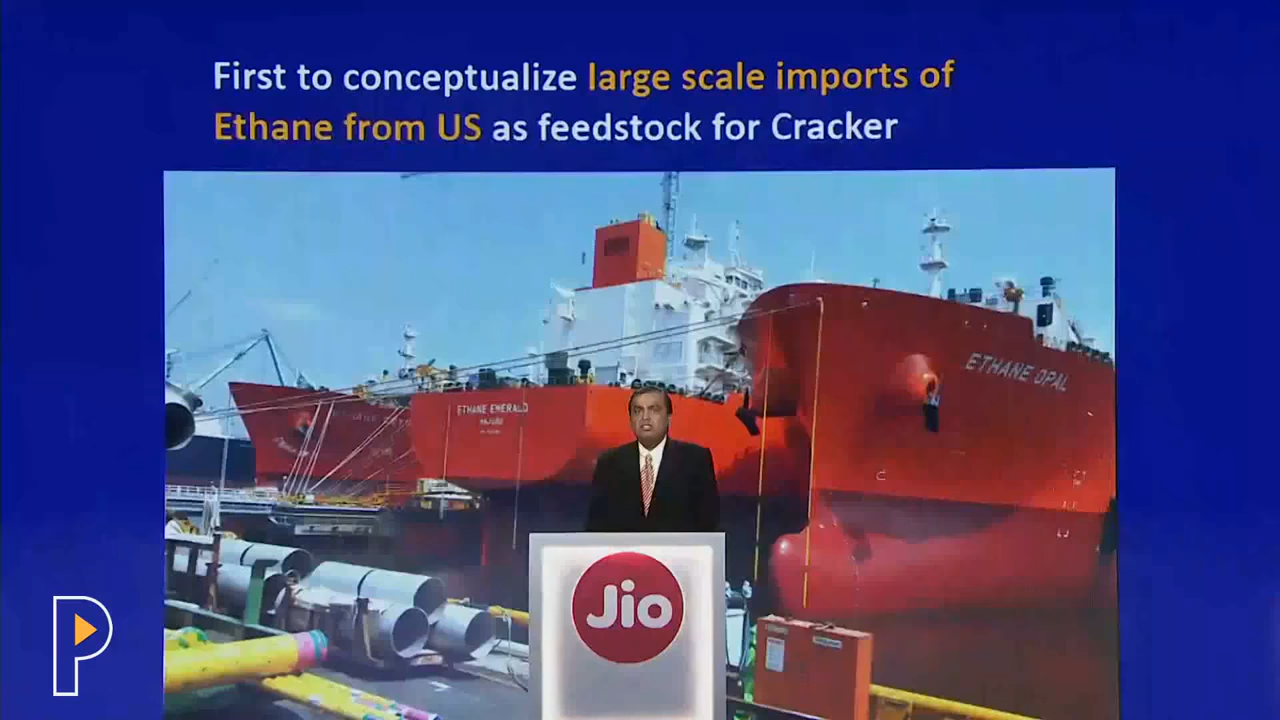 First to conceptualize large scale imports of
Ethane from US as feedstock for Cracker
ETHANE OPAL
ETHANE EMERALD
MAJURO
Jio
P